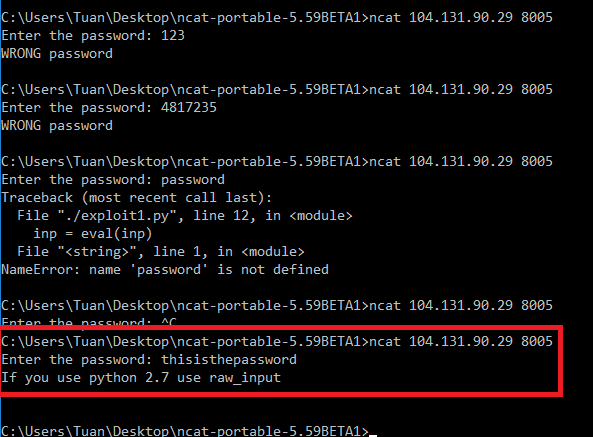 C:\Users\Tuan\Desktop\ncat-portable-5.59BETA1>ncat 104.131.90.29 8005
Enter the password: 123
WRONG password
C:\Users\Tuan\Desktop\ncat-portable-5.59BETA1>ncat 104.131.90.29 8005
Enter the password: 4817235
WRONG password
C:\Users\Tuan\Desktop\ncat-portable-5.59BETA1>ncat 104.131.90.29 8005
Enter the password: password
Traceback (most recent call last):
  File "./exploit1.py", line 12, in <module>
    inp = eval(inp)
  File "<string>", line 1, in <module>
NameError: name 'password' is not defined
C:\Users\Tuan\Desktop\ncat-portable-5.59BETA1>ncat 104.131.90.29 8005
Enter the password: ^C
C:\Users\Tuan\Desktop\ncat-portable-5.59BETA1>ncat 104.131.90.29 8005
Enter the password: thisisthepassword
If you use python 2.7 use raw_input
C:\Users\Tuan\Desktop\ncat-portable-5.59BETA1>